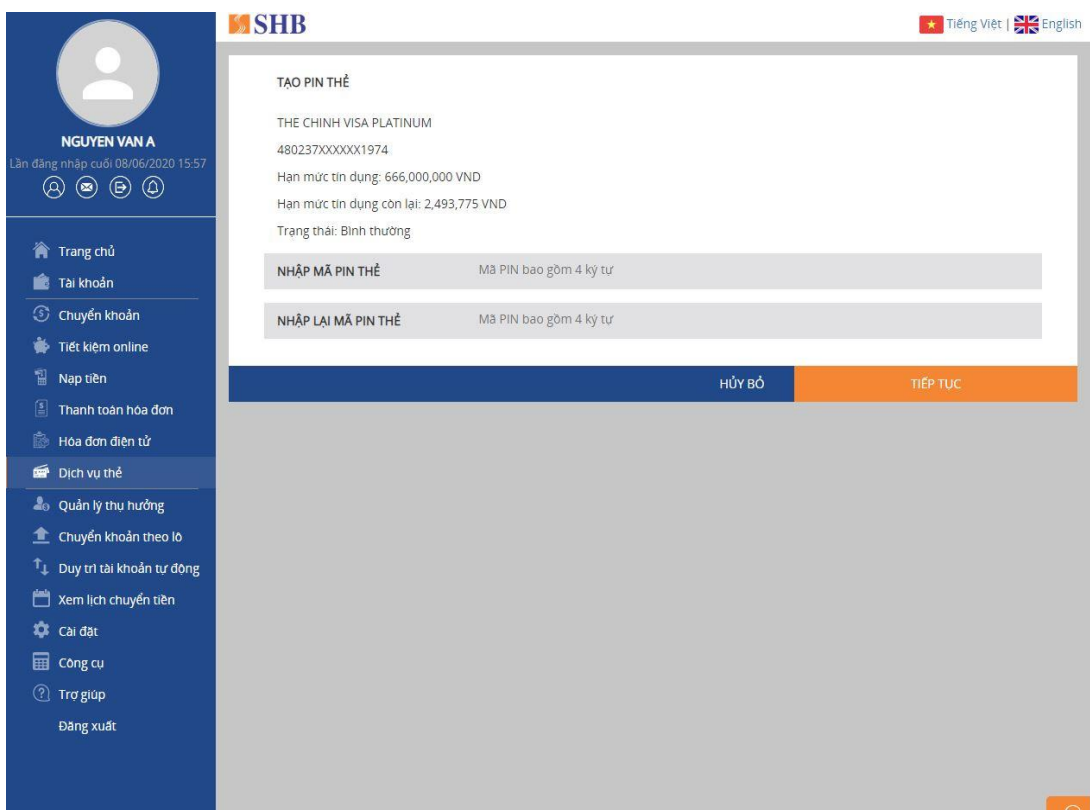 SHB
Tiếng Việt | English
NGUYEN VAN A
Lần đăng nhập cuối 08/06/2020 15:57
Trang chủ
Tài khoản
Chuyển khoản
Tiết kiệm online
Nạp tiền
Thanh toán hóa đơn
Hóa đơn điện tử
Dịch vụ thẻ
Quản lý thụ hưởng
Chuyển khoản theo lô
Duy trì tài khoản tự động
Xem lịch chuyển tiền
Cài đặt
Công cụ
Trợ giúp
Đăng xuất
TẠO PIN THẺ
THE CHINH VISA PLATINUM
480237XXXXXX1974
Hạn mức tín dụng: 666,000,000 VND
Hạn mức tín dụng còn lại: 2,493,775 VND
Trạng thái: Bình thường
NHẬP MÃ PIN THẺ Mã PIN bao gồm 4 ký tự
NHẬP LẠI MÃ PIN THẺ Mã PIN bao gồm 4 ký tự
HỦY BỎ TIẾP TỤC